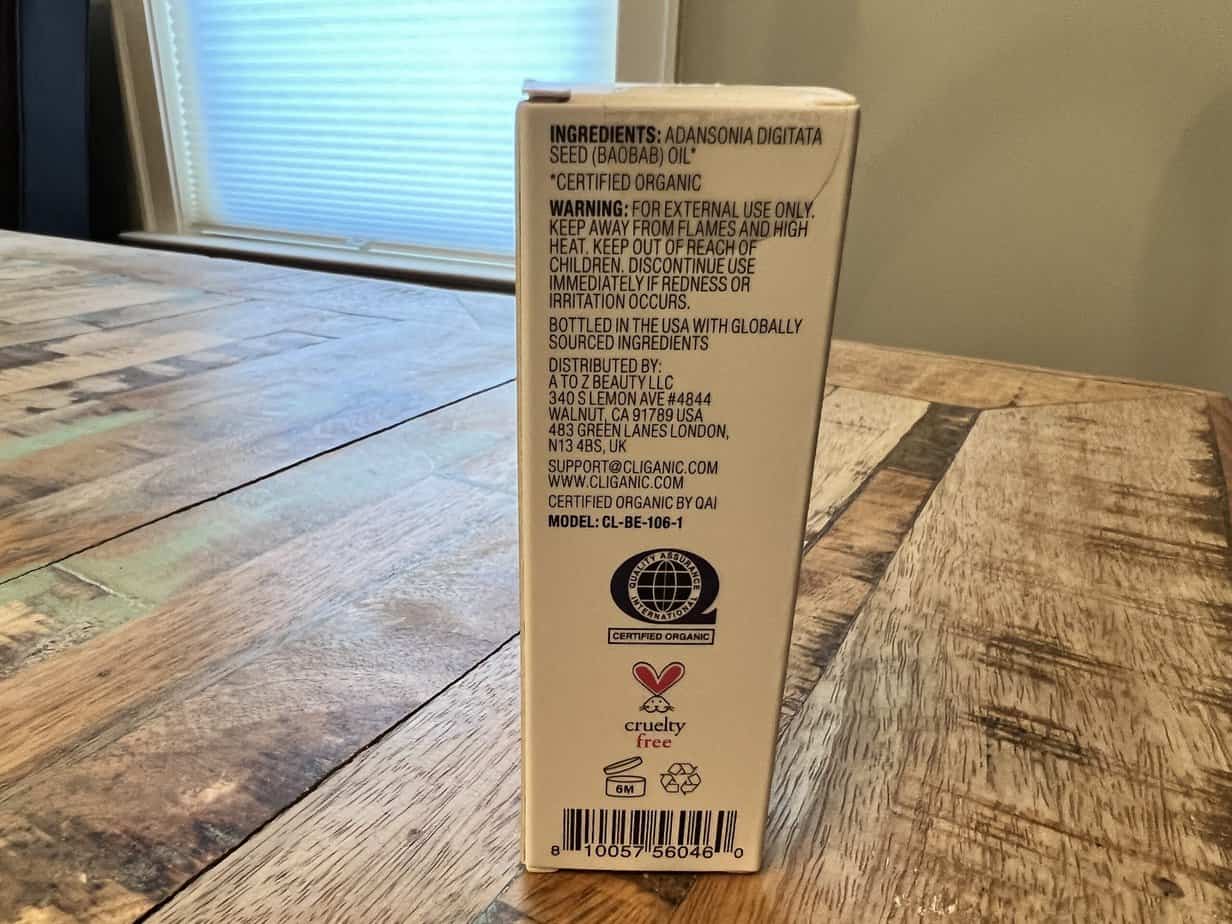 INGREDIENTS: ADANSONIA DIGITATA
SEED (BAOBAB) OIL*
*CERTIFIED ORGANIC
WARNING: FOR EXTERNAL USE ONLY.
KEEP AWAY FROM FLAMES AND HIGH
HEAT. KEEP OUT OF REACH OF
CHILDREN. DISCONTINUE USE
IMMEDIATELY IF REDNESS OR
IRRITATION OCCURS.
BOTTLED IN THE USA WITH GLOBALLY
SOURCED INGREDIENTS
DISTRIBUTED BY:
A TO Z BEAUTY LLC
340 S LEMON AVE #4844
WALNUT, CA 91789 USA
483 GREEN LANES LONDON,
N13 4BS, UK
SUPPORT@CLIGANIC.COM
WWW.CLIGANIC.COM
CERTIFIED ORGANIC BY QAI
MODEL: CL-BE-106-1
QUALITY ASSURANCE
INTERNATIONAL
CERTIFIED ORGANIC
cruelty
free
6M
8 10057 56046 0